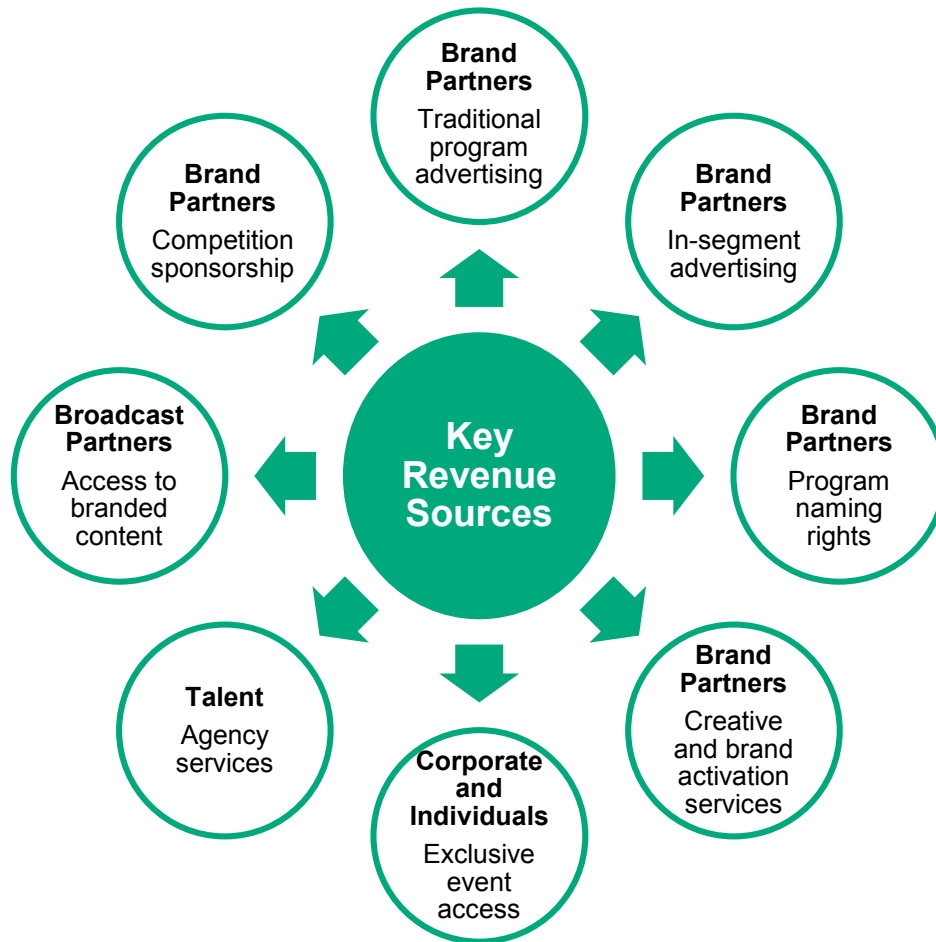 Brand
Partners
Traditional
program
advertising
Brand
Partners
In-segment
advertising
Brand
Partners
Program
naming
rights
Brand
Partners
Creative
and brand
activation
services
Corporate
and
Individuals
Exclusive
event
access
Talent
Agency
services
Broadcast
Partners
Access to
branded
content
Brand
Partners
Competition
sponsorship
Key
Revenue
Sources